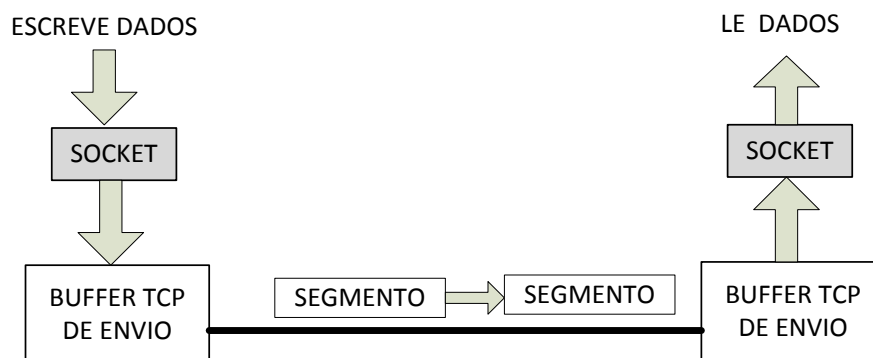 ESCREVE DADOS
LE DADOS
SOCKET
SOCKET
SEGMENTO
SEGMENTO
BUFFER TCP
DE ENVIO
BUFFER TCP
DE ENVIO